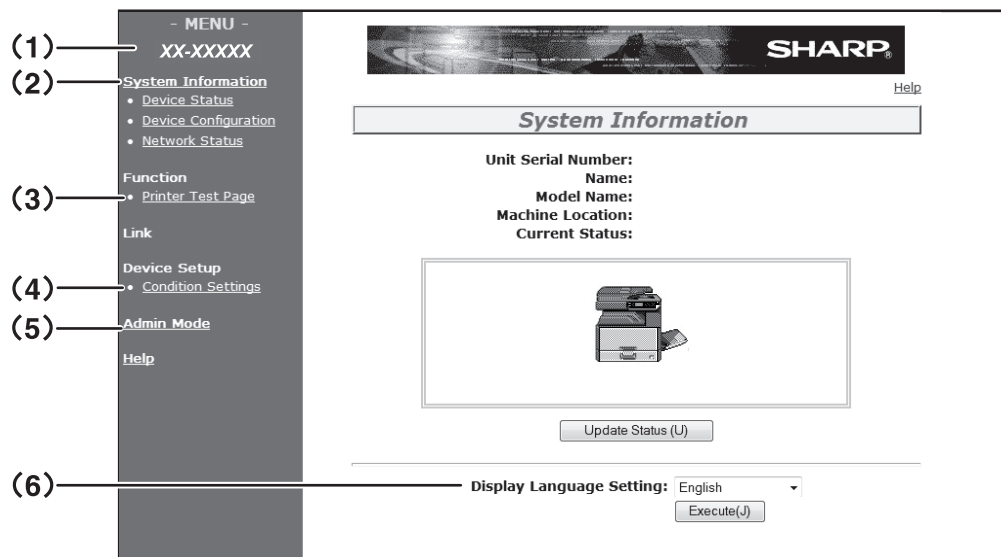 - MENU -
(1)
XX-XXXXX
(2)
System Information
• Device Status
• Device Configuration
• Network Status
Function
(3)
• Printer Test Page
Link
Device Setup
(4)
• Condition Settings
(5)
Admin Mode
Help
SHARP®
Help
System Information
Unit Serial Number:
Name:
Model Name:
Machine Location:
Current Status:
Update Status (U)
(6)
Display Language Setting: English
Execute(J)